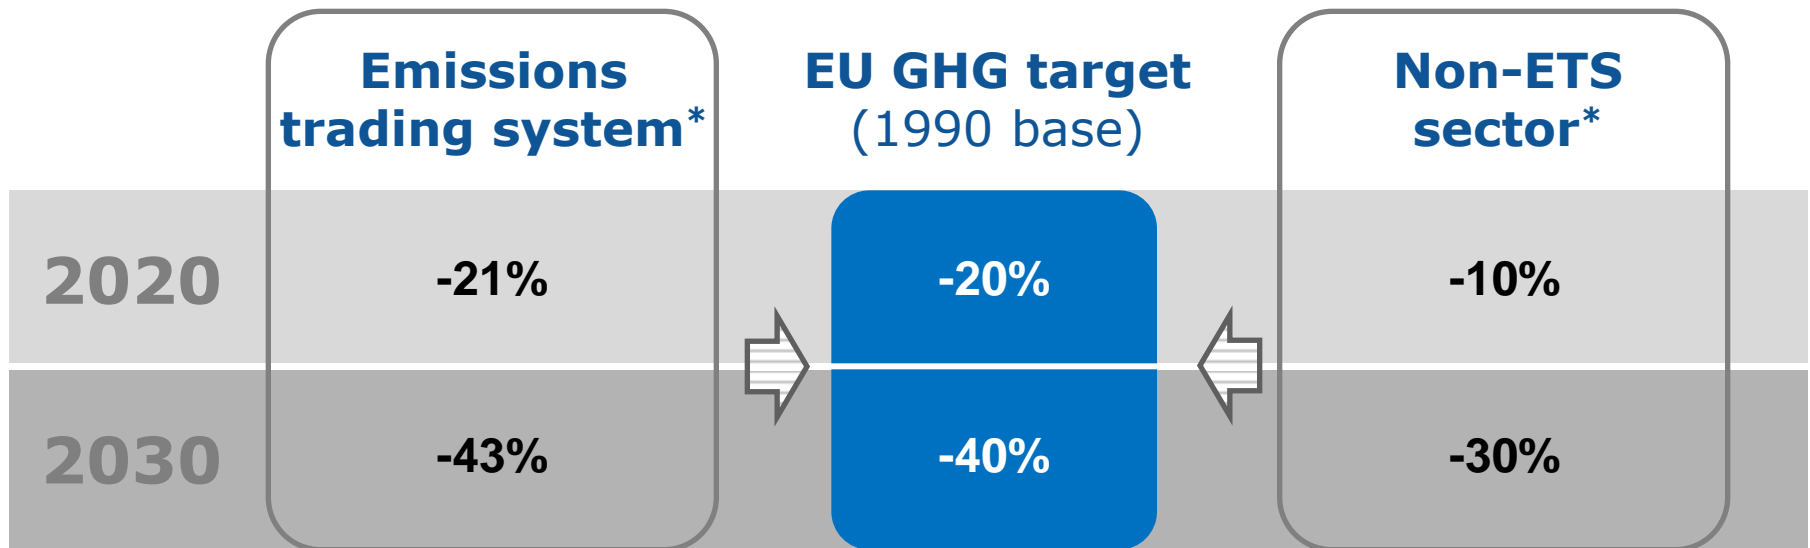 Emissions
trading system*
EU GHG target
(1990 base)
Non-ETS
sector*
2020
-21%
-20%
-10%
2030
-43%
-40%
-30%